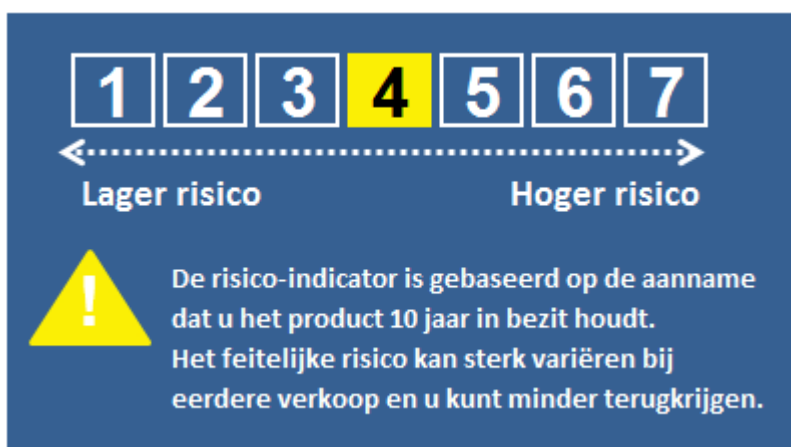 1 2 3 4 5 6 7
Lager risico Hoger risico
!
De risico-indicator is gebaseerd op de aanname
dat u het product 10 jaar in bezit houdt.
Het feitelijke risico kan sterk variëren bij
eerdere verkoop en u kunt minder terugkrijgen.